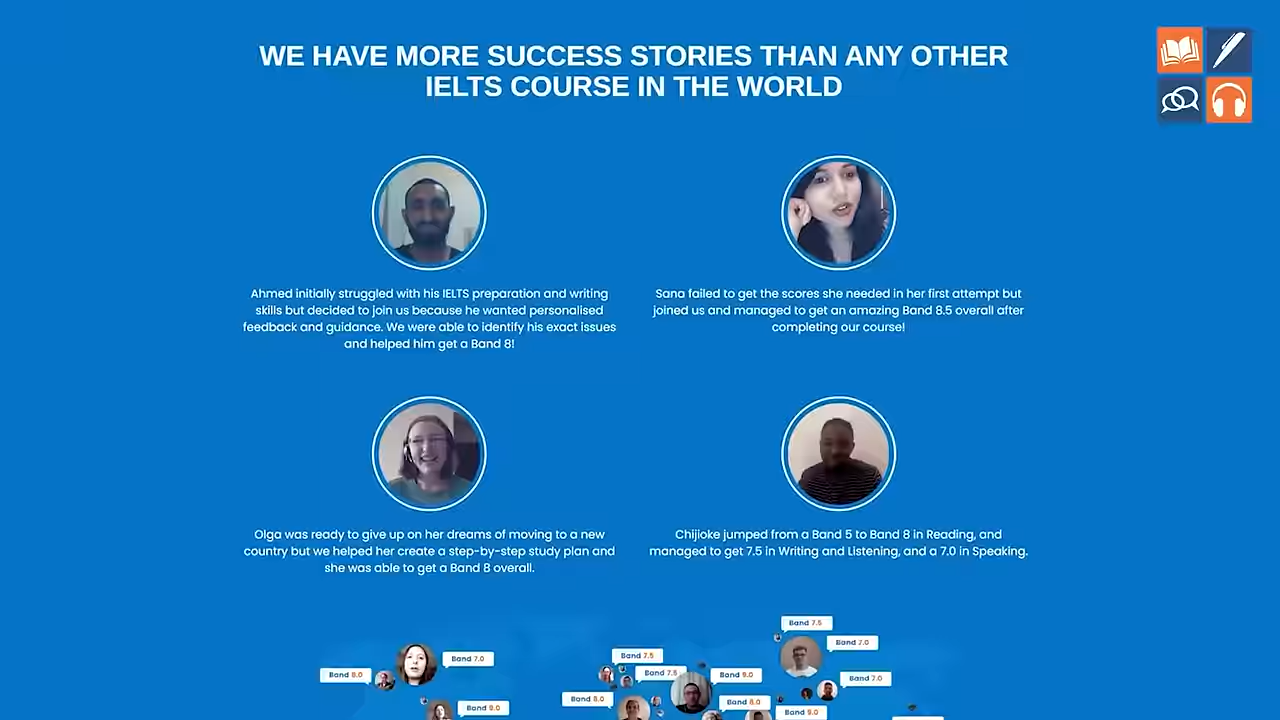 WE HAVE MORE SUCCESS STORIES THAN ANY OTHER
IELTS COURSE IN THE WORLD
Ahmed initially struggled with his IELTS preparation and writing
skills but decided to join us because he wanted personalised
feedback and guidance. We were able to identify his exact issues
and helped him get a Band 8!
Sana failed to get the scores she needed in her first attempt but
joined us and managed to get an amazing Band 8.5 overall after
completing our course!
Olga was ready to give up on her dreams of moving to a new
country but we helped her create a step-by-step study plan and
she was able to get a Band 8 overall.
Chijioke jumped from a Band 5 to Band 8 in Reading, and
managed to get 7.5 in Writing and Listening, and a 7.0 in Speaking.
Band 7.5
Band 7.0
Band 7.5
Band 7.0
Band 8.0
Band 7.5
Band 9.0
Band 7.0
Band 8.0
Band 8.0
Band 9.0
Band 9.0